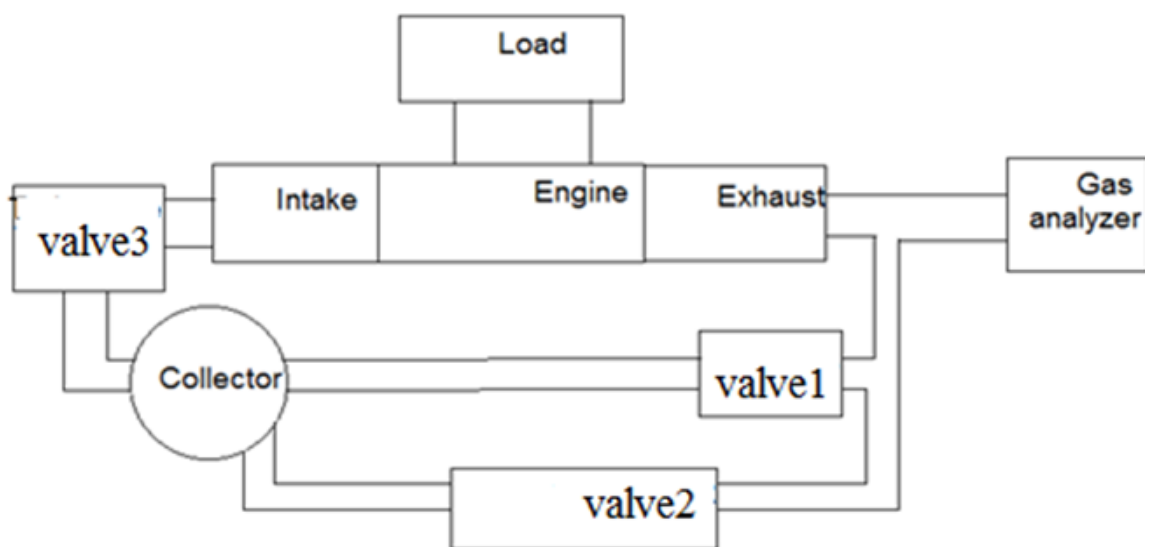 Load
Intake
Engine
Exhaust
Gas
analyzer
valve3
Collector
valve1
valve2